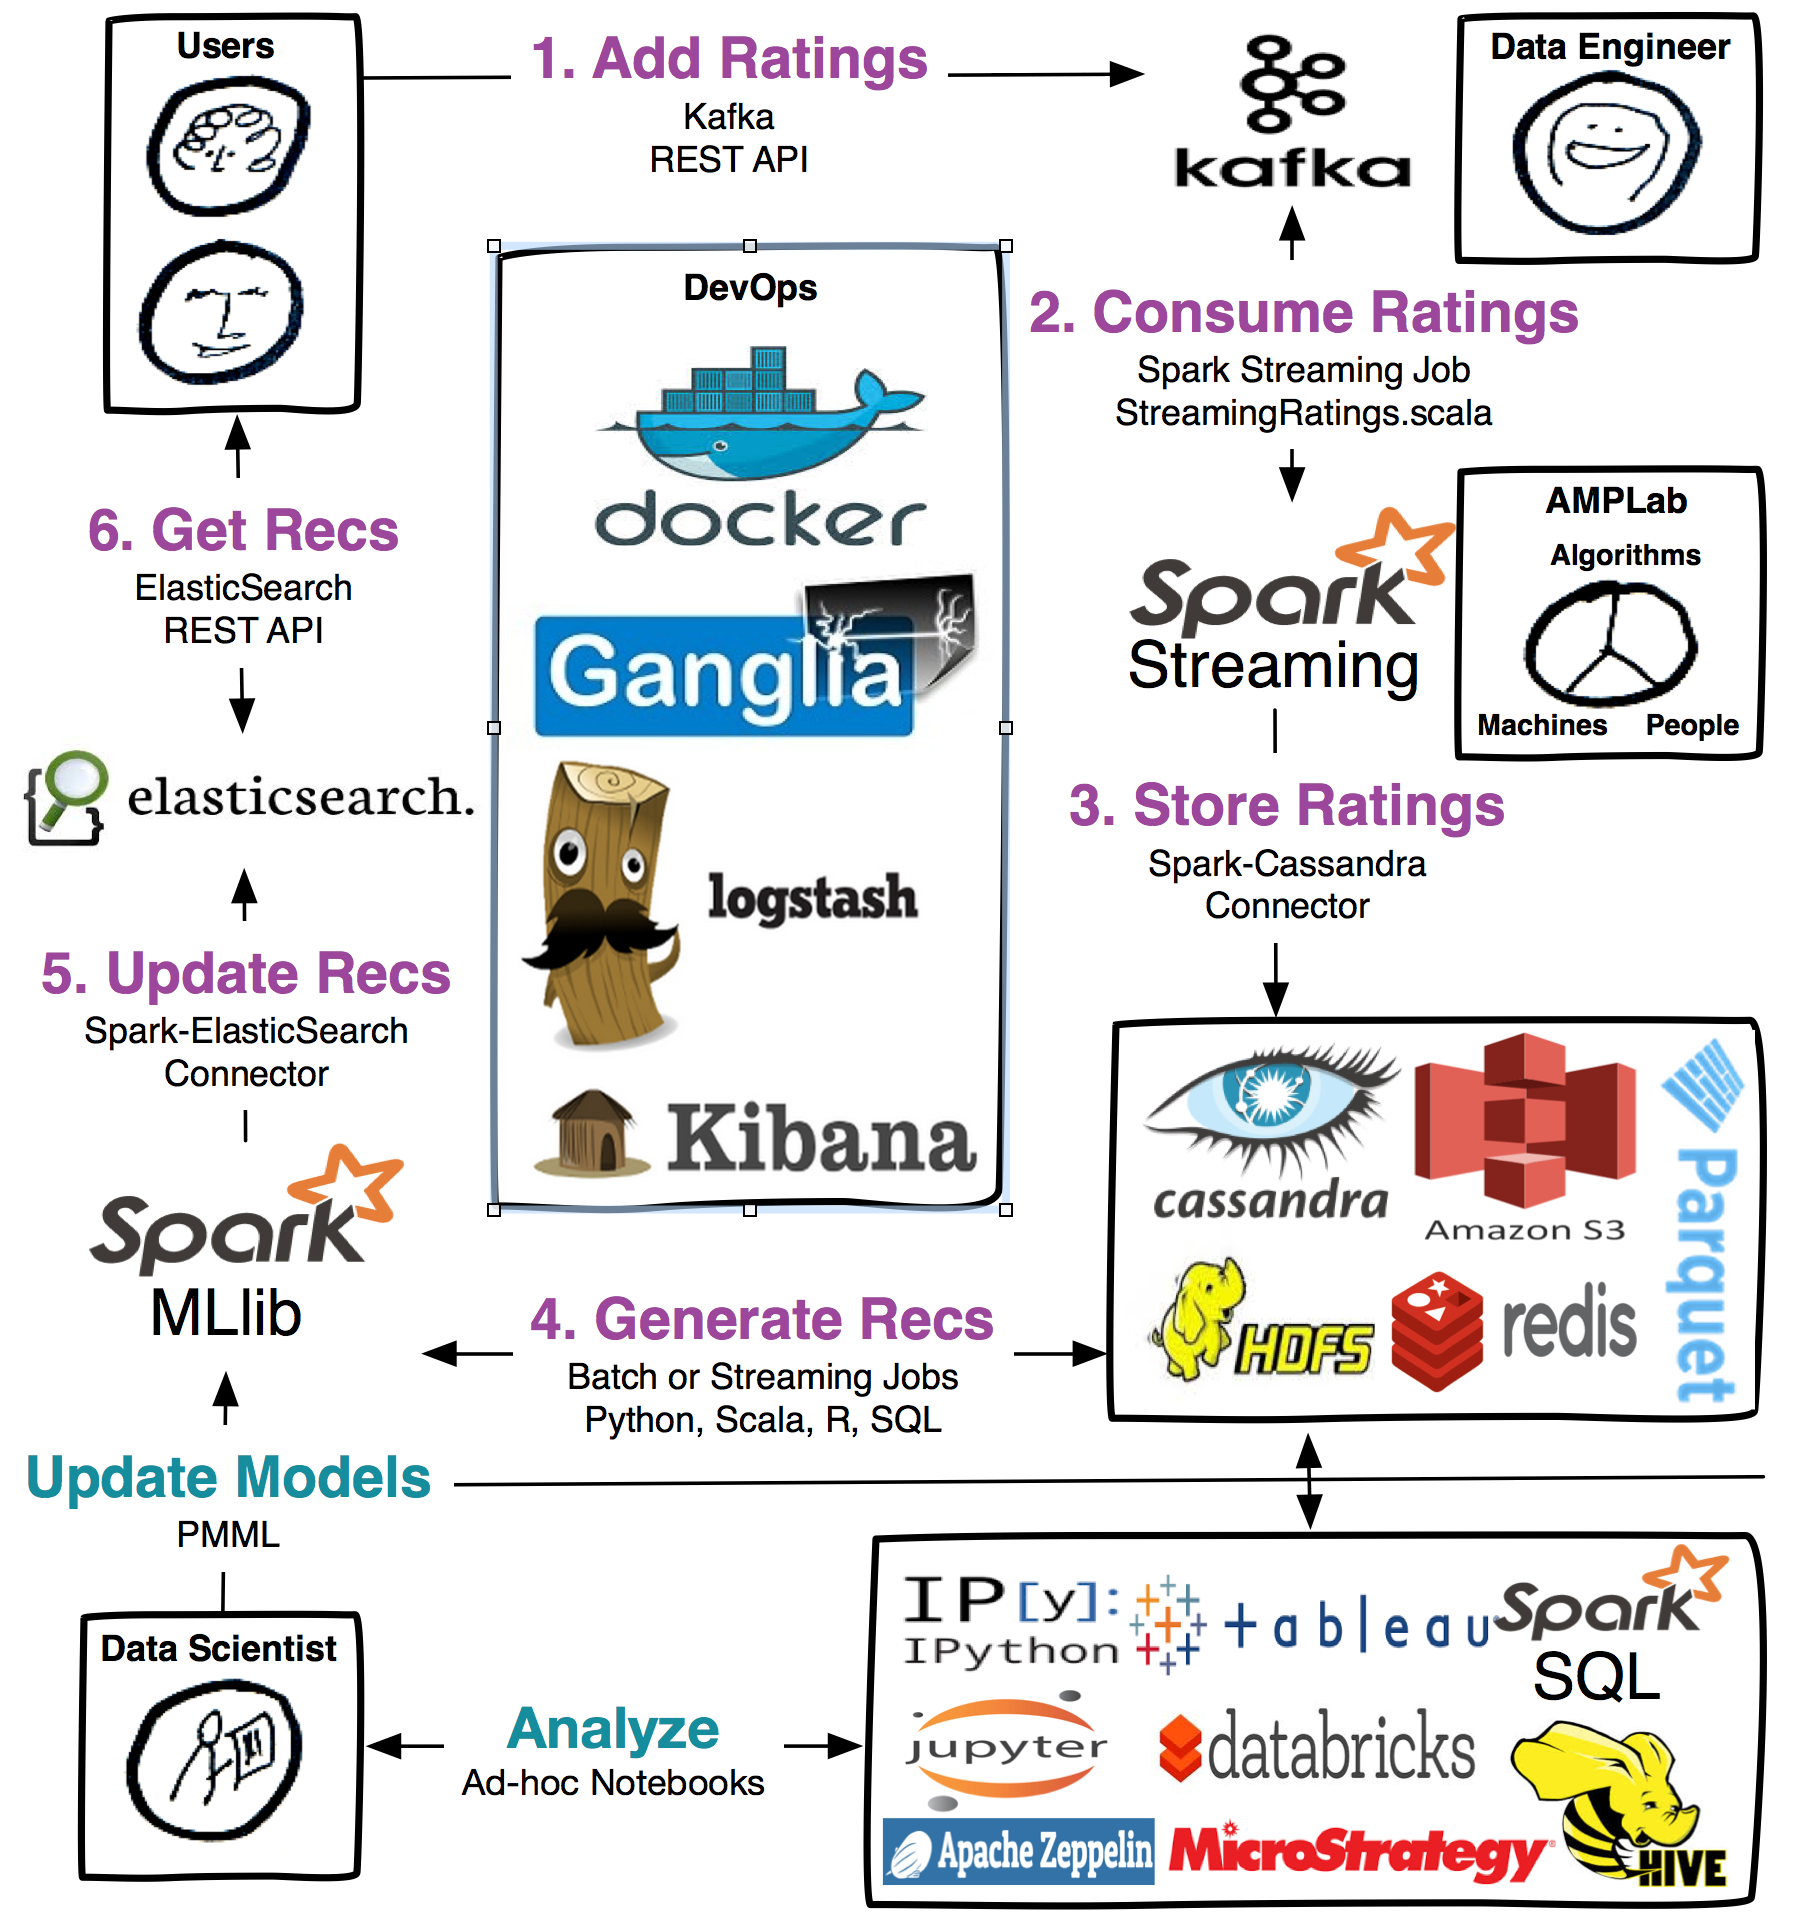 Users
1. Add Ratings
Kafka
REST API
kafka
Data Engineer
DevOps
docker
Ganglia
logstash
Kibana
2. Consume Ratings
Spark Streaming Job
StreamingRatings.scala
Spark
Streaming
AMPLab
Algorithms
Machines People
3. Store Ratings
Spark-Cassandra
Connector
cassandra
Amazon S3
Parquet
HDFS
redis
4. Generate Recs
Batch or Streaming Jobs
Python, Scala, R, SQL
6. Get Recs
ElasticSearch
REST API
elasticsearch.
5. Update Recs
Spark-ElasticSearch
Connector
Spark
MLlib
Update Models
PMML
Data Scientist
Analyze
Ad-hoc Notebooks
IP[y]:
IPython
+ableau
Spark
SQL
jupyter
databricks
Apache Zeppelin
MicroStrategy
HIVE